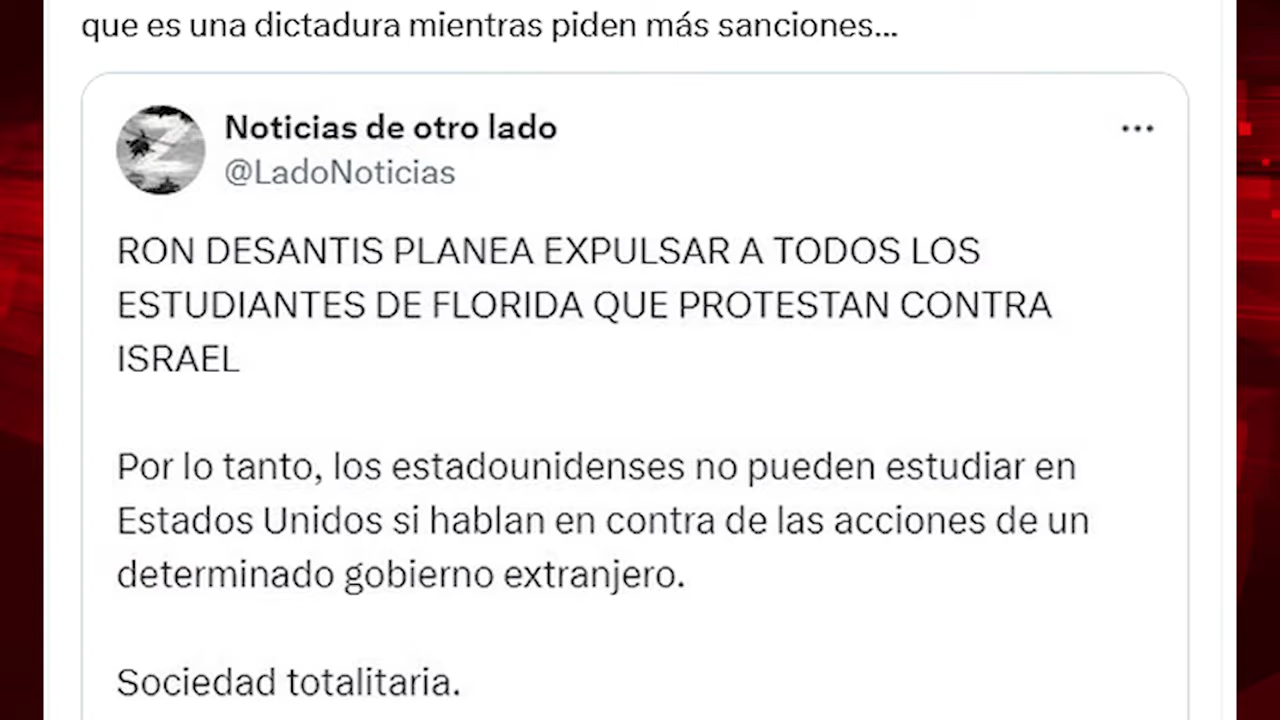 que es una dictadura mientras piden más sanciones...
Noticias de otro lado
@LadoNoticias
RON DESANTIS PLANEA EXPULSAR A TODOS LOS
ESTUDIANTES DE FLORIDA QUE PROTESTAN CONTRA
ISRAEL
Por lo tanto, los estadounidenses no pueden estudiar en
Estados Unidos si hablan en contra de las acciones de un
determinado gobierno extranjero.
Sociedad totalitaria.